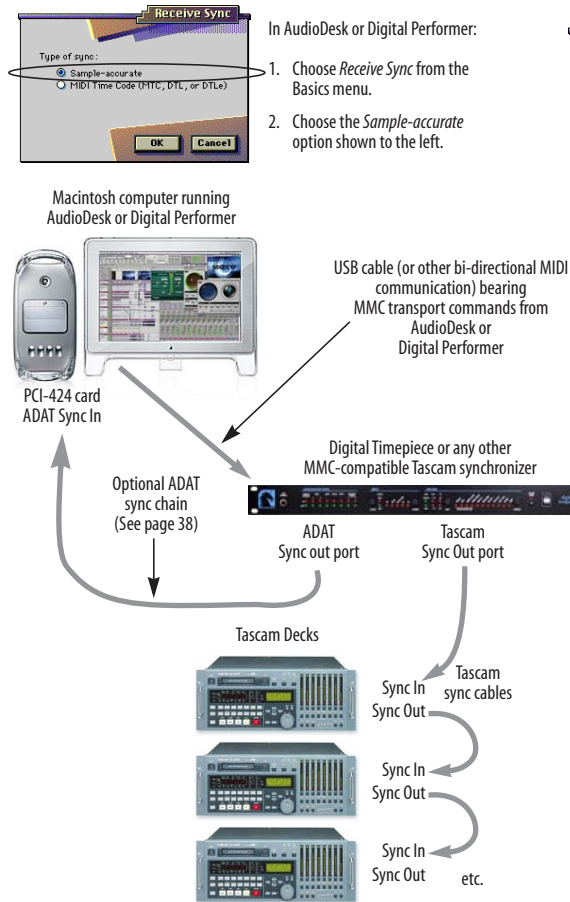 Receive Sync
Type of sync:
Sample-accurate
MIDI Time Code (MTC, DTL, or DTLe)
OK
Cancel
In AudioDesk or Digital Performer:
1. Choose Receive Sync from the
Basics menu.
2. Choose the Sample-accurate
option shown to the left.
Macintosh computer running
AudioDesk or Digital Performer
MOTU
USB cable (or other bi-directional MIDI
communication) bearing
MMC transport commands from
AudioDesk or
Digital Performer
PCI-424 card
ADAT Sync In
Digital Timepiece or any other
MMC-compatible Tascam synchronizer
Optional ADAT
sync chain
(See page 38)
ADAT
Sync out port
Tascam
Sync Out port
Tascam Decks
Sync In
Sync Out
Tascam
sync cables
Sync In
Sync Out
Sync In
Sync Out
etc.